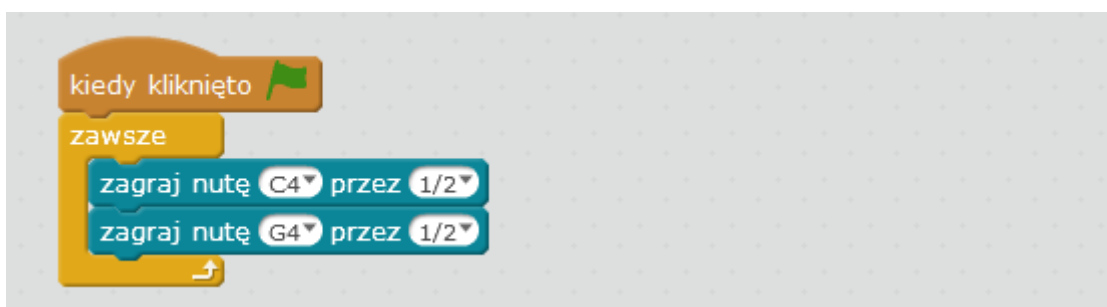 kiedy kliknięto
zawsze
zagraj nutę C4 przez 1/2
zagraj nutę G4 przez 1/2